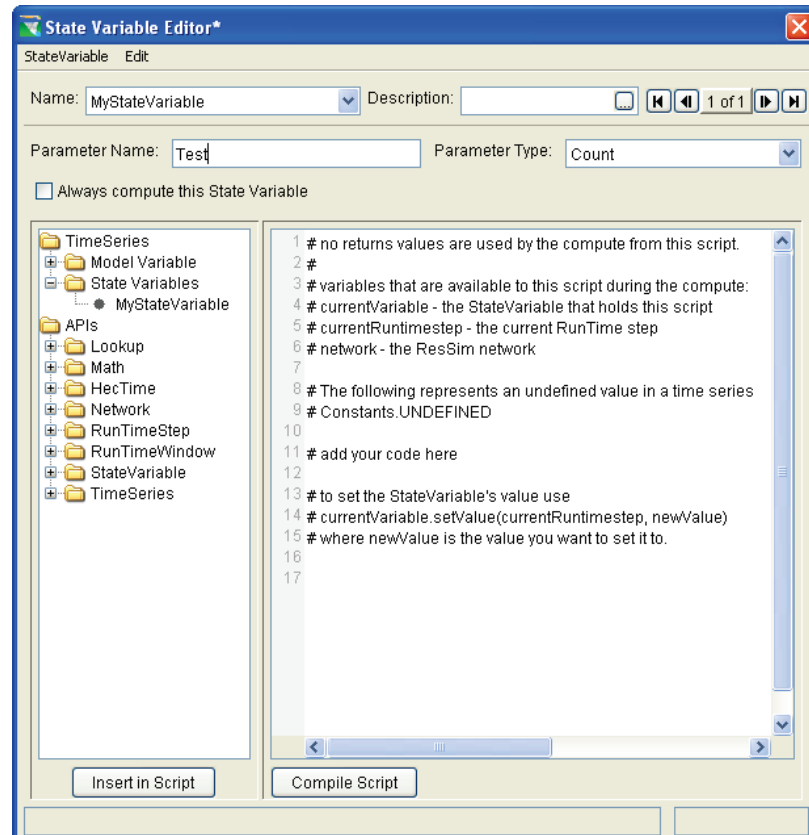 State Variable Editor*
StateVariable Edit
Name: MyStateVariable Description: ... 1 of 1
Parameter Name: Test Parameter Type: Count
Always compute this State Variable
TimeSeries
Model Variable
State Variables
MyStateVariable
APIs
Lookup
Math
HecTime
Network
RunTimeStep
RunTimeWindow
StateVariable
TimeSeries
1 # no returns values are used by the compute from this script.
2 #
3 # variables that are available to this script during the compute:
4 # currentVariable - the StateVariable that holds this script
5 # currentRuntimestep - the current RunTime step
6 # network - the ResSim network
7
8 # The following represents an undefined value in a time series
9 # Constants.UNDEFINED
10
11 # add your code here
12
13 # to set the StateVariable's value use
14 # currentVariable.setValue(currentRuntimestep, newValue)
15 # where newValue is the value you want to set it to.
16
17
Insert in Script Compile Script